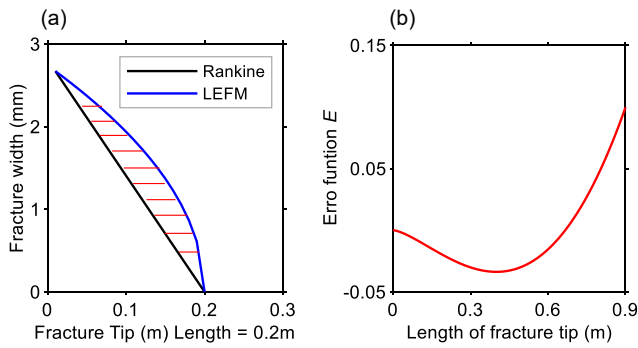 (a)
3
2
1
0
Fracture width (mm)
Rankine
LEFM
0
0.1
0.2
0.3
Fracture Tip (m) Length = 0.2m
(b)
0.15
0.05
-0.05
Erro funtion E
0
0.3
0.6
0.9
Length of fracture tip (m)